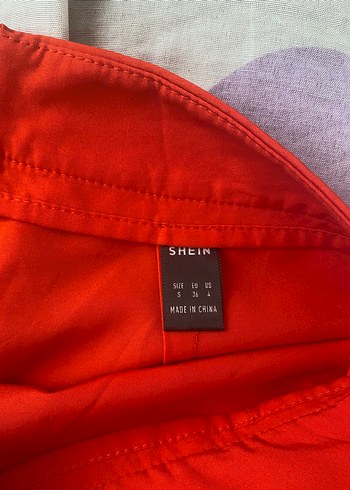 SHEIN
SIZE EU US
S 36 4
MADE IN CHINA